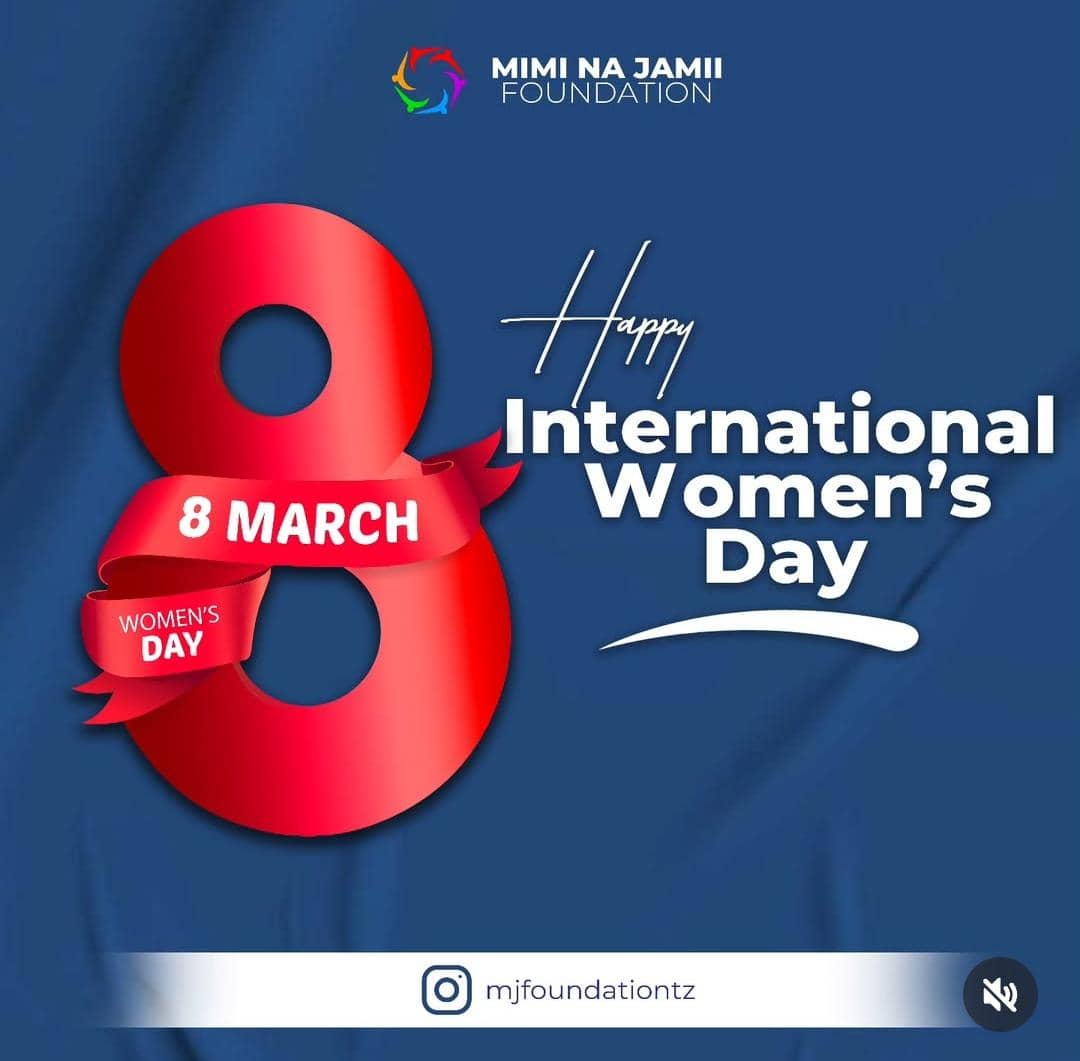 MIMI NA JAMII
FOUNDATION
Happy
International
Women's
Day
8 MARCH
WOMEN'S
DAY
mjfoundationtz